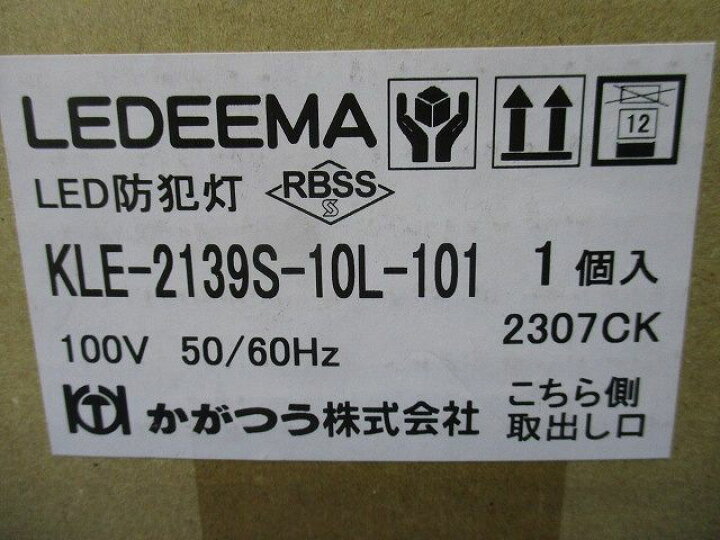 LEDEEMA
12
LED防犯灯
RBSS
S
KLE-2139S-10L-101
1個入
100V 50/60Hz
2307CK
かがつう株式会社
こちら側
取出し口